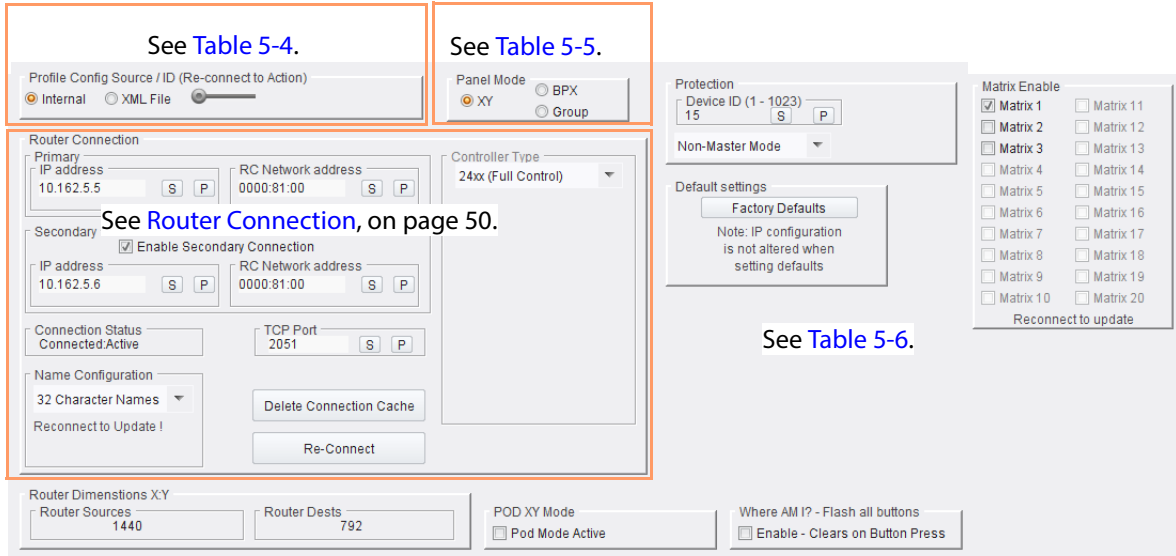 See Table 5-4.
See Table 5-5.
Profile Config Source / ID (Re-connect to Action)
Internal
XML File
Panel Mode
XY
BPX
Group
Protection
Device ID (1 - 1023)
15
S
P
Non-Master Mode
Matrix Enable
Matrix 1
Matrix 11
Matrix 2
Matrix 12
Matrix 3
Matrix 13
Matrix 4
Matrix 14
Matrix 5
Matrix 15
Matrix 6
Matrix 16
Matrix 7
Matrix 17
Matrix 8
Matrix 18
Matrix 9
Matrix 19
Matrix 10
Matrix 20
Reconnect to update
Router Connection
Primary
IP address
10.162.5.5
S
P
RC Network address
0000:81:00
S
P
Controller Type
24xx (Full Control)
See Router Connection, on page 50.
Secondary
Enable Secondary Connection
IP address
10.162.5.6
S
P
RC Network address
0000:81:00
S
P
Default settings
Factory Defaults
Note: IP configuration
is not altered when
setting defaults
See Table 5-6.
Connection Status
Connected:Active
TCP Port
2051
S
P
Name Configuration
32 Character Names
Reconnect to Update !
Delete Connection Cache
Re-Connect
Router Dimenstions X:Y
Router Sources
1440
Router Dests
792
POD XY Mode
Pod Mode Active
Where AM I? - Flash all buttons
Enable - Clears on Button Press